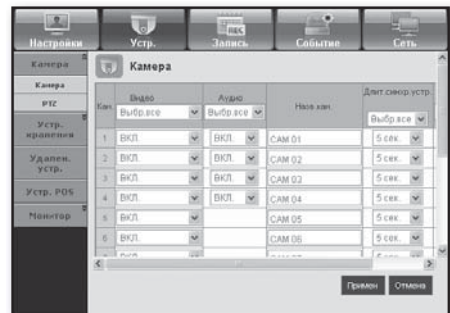 Настройки Устр. Запись Событие Сеть
REC
Камера
Камера
PTZ
Устр. хранения
Удален. устр.
Устр. POS
Монитор
Камера
Кан. Видео Аудио Назв.кан. Длит.синхр.устр.
Выбр.все Выбр.все Выбр.все
1 ВКЛ. ВКЛ. CAM 01 5 сек.
2 ВКЛ. ВКЛ. CAM 02 5 сек.
3 ВКЛ. ВКЛ. CAM 03 5 сек.
4 ВКЛ. ВКЛ. CAM 04 5 сек.
5 ВКЛ. CAM 05 5 сек.
6 ВКЛ. CAM 06 5 сек.
Примен Отмена